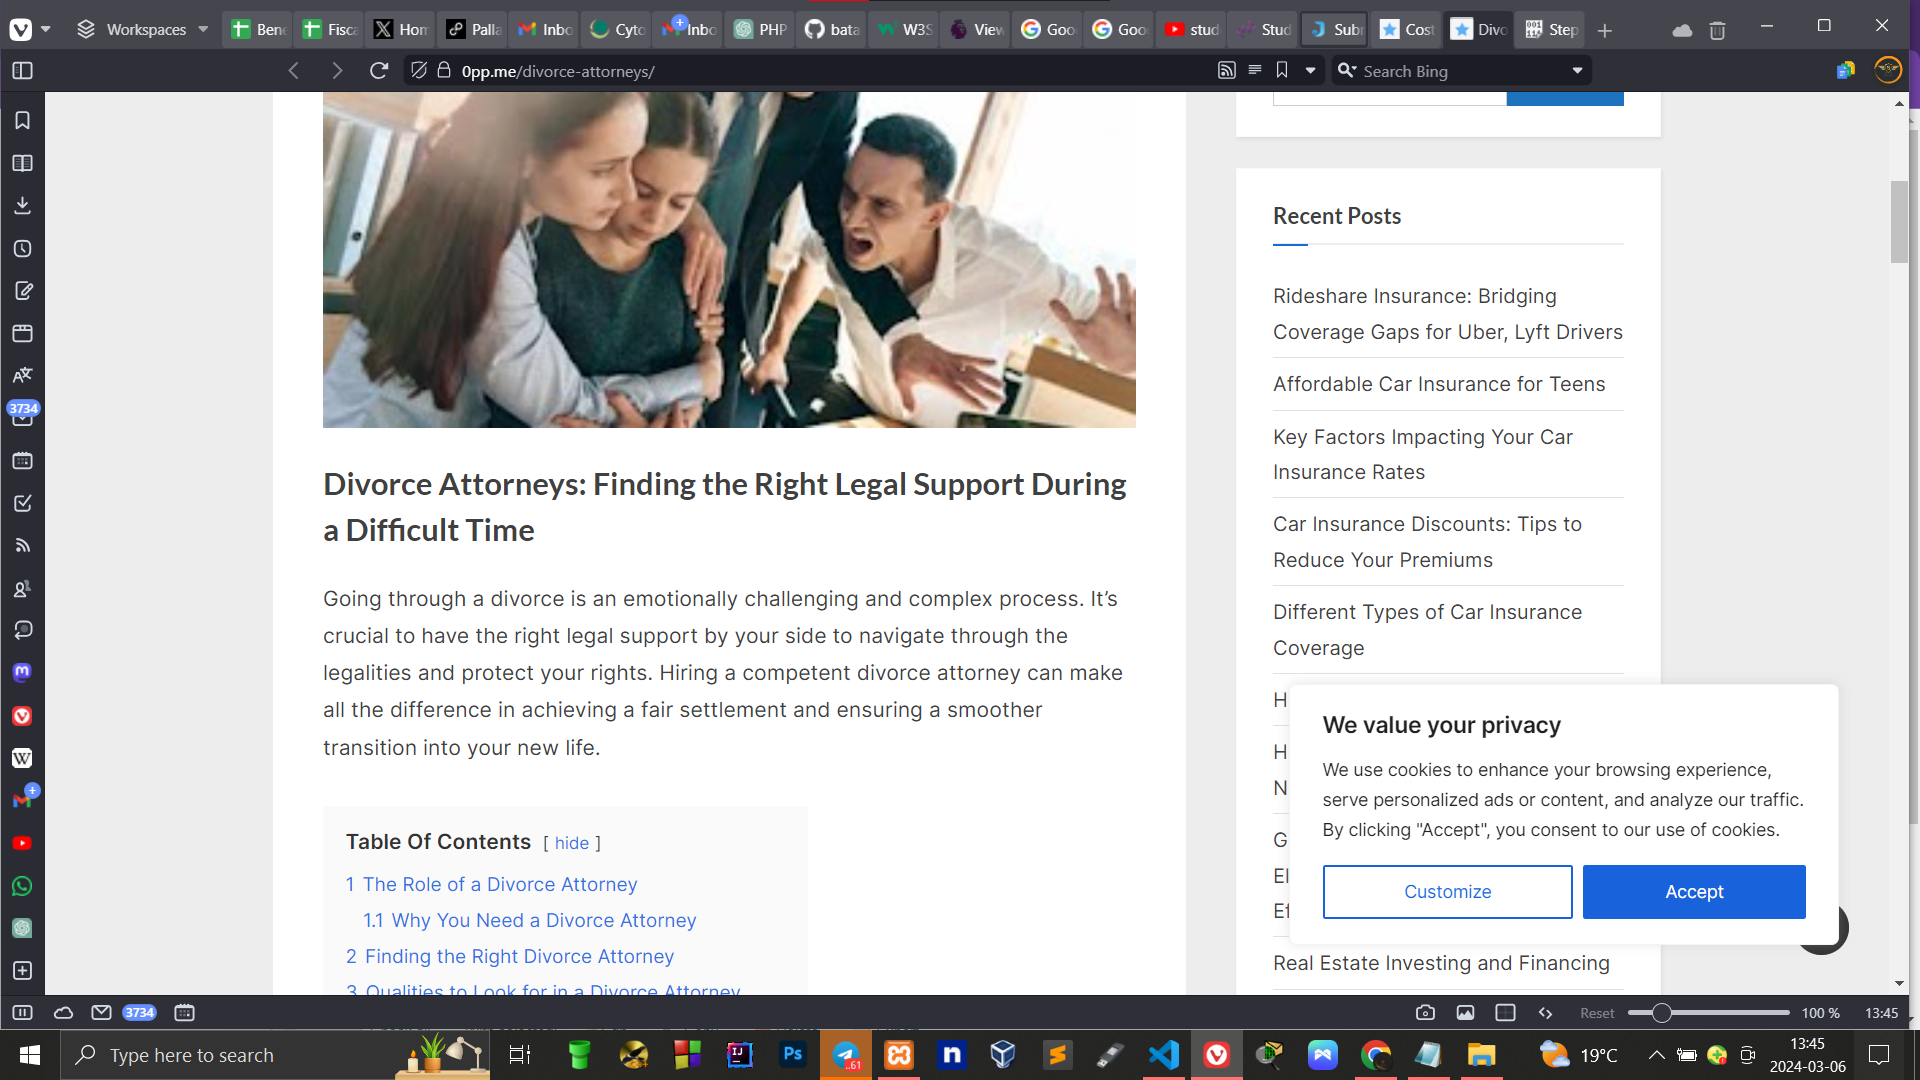 Workspaces
Bene
Fisca
Hom
Palla
Inbo
Cyto
Inbo
PHP
bata
W3S
View
Goo
Goo
stud
Stud
Subr
Cost
Divo
Step
0pp.me/divorce-attorneys/
Search Bing
Recent Posts
Rideshare Insurance: Bridging
Coverage Gaps for Uber, Lyft Drivers
Affordable Car Insurance for Teens
Key Factors Impacting Your Car
Insurance Rates
Car Insurance Discounts: Tips to
Reduce Your Premiums
Different Types of Car Insurance
Coverage
H
H
N
G
El
Ef
Real Estate Investing and Financing
Divorce Attorneys: Finding the Right Legal Support During
a Difficult Time
Going through a divorce is an emotionally challenging and complex process. It’s
crucial to have the right legal support by your side to navigate through the
legalities and protect your rights. Hiring a competent divorce attorney can make
all the difference in achieving a fair settlement and ensuring a smoother
transition into your new life.
Table Of Contents [ hide ]
1 The Role of a Divorce Attorney
1.1 Why You Need a Divorce Attorney
2 Finding the Right Divorce Attorney
3 Qualities to Look for in a Divorce Attorney
We value your privacy
We use cookies to enhance your browsing experience,
serve personalized ads or content, and analyze our traffic.
By clicking "Accept", you consent to our use of cookies.
Customize
Accept
3734
3734
Reset
100 %
13:45
Type here to search
..61
19°C
13:45
2024-03-06